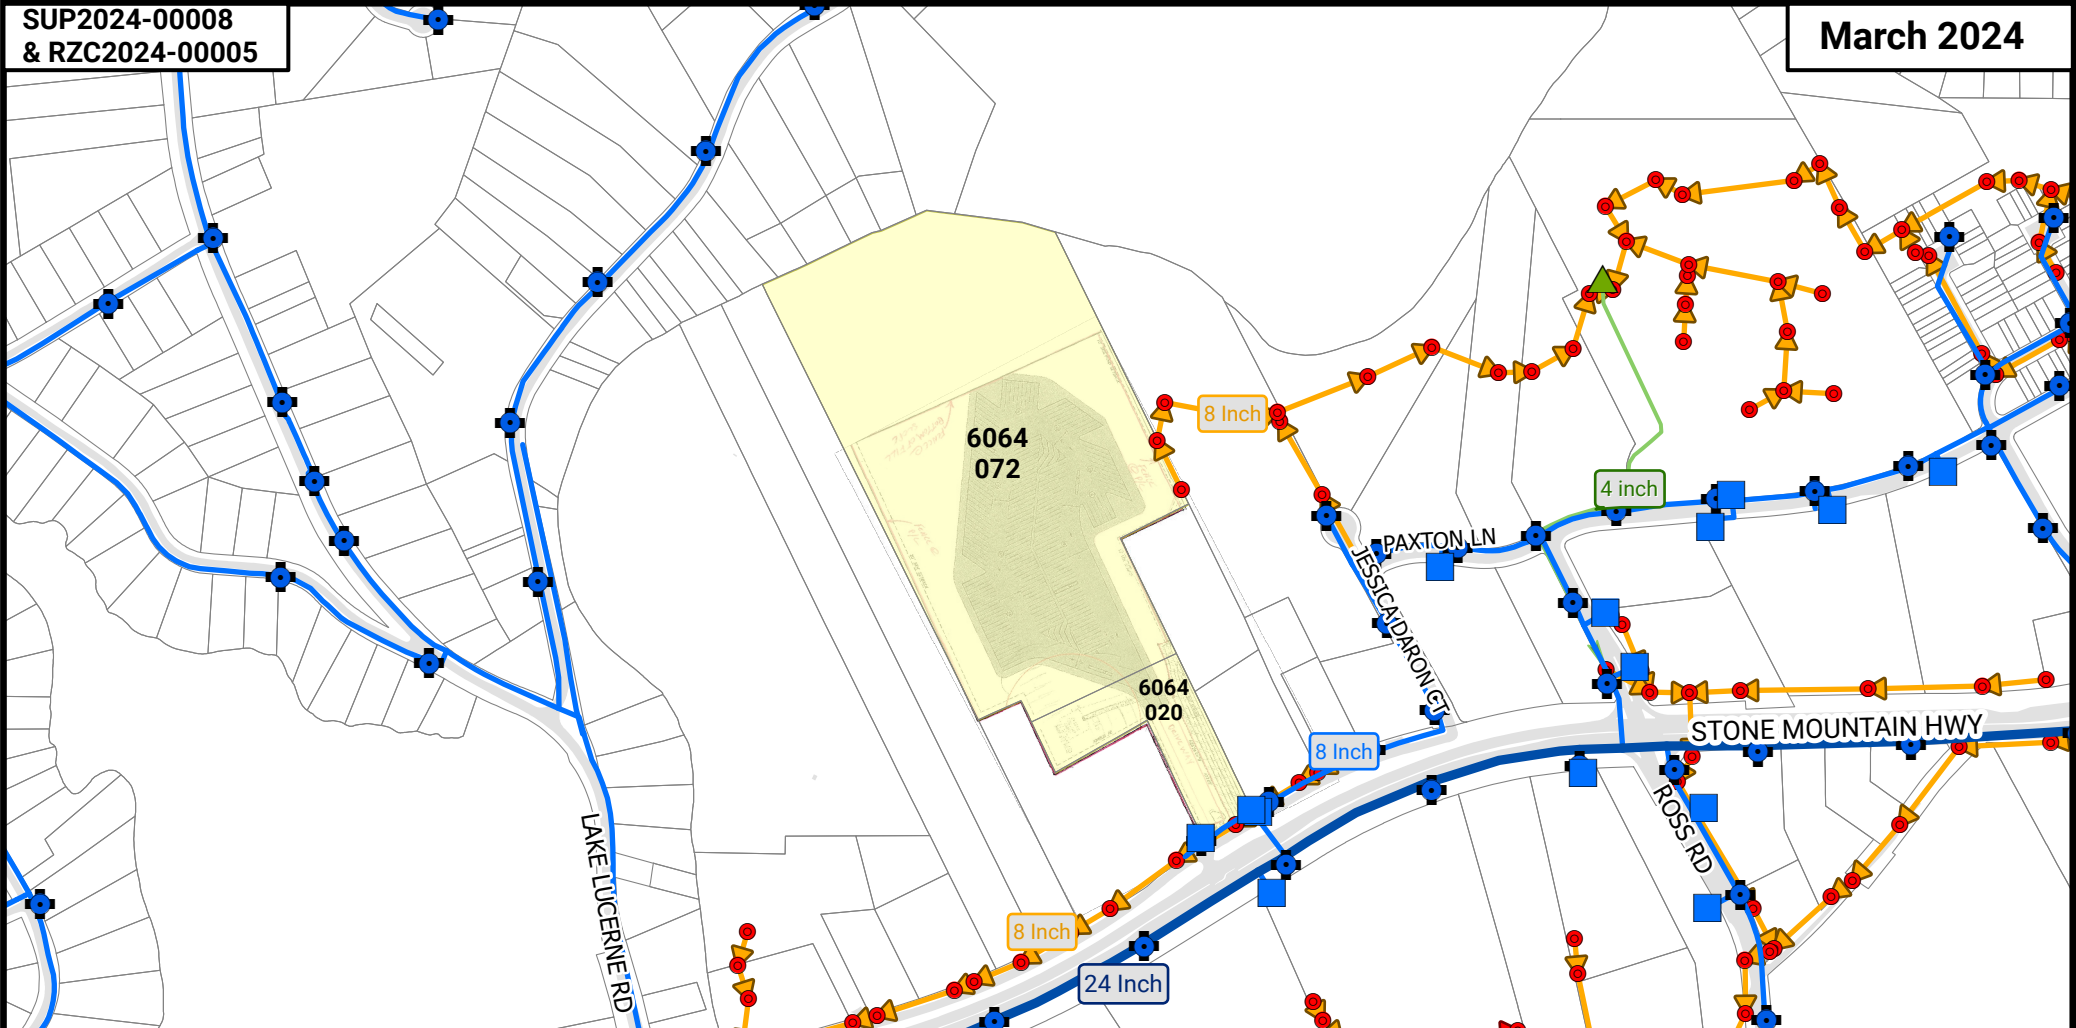 SUP2024-00008
& RZC2024-00005
March 2024
8 Inch
6064
072
4 inch
PAXTON LN
JESSICA DARON CT
6064
020
STONE MOUNTAIN HWY
8 Inch
ROSS RD
LAKE LUCERNE RD
8 Inch
24 Inch